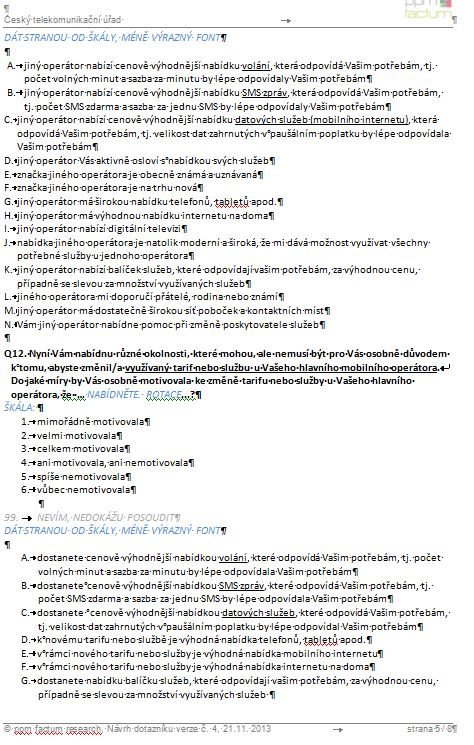 ppm
factum
Český telekomunikační úřad
DÁT STRANOU OD ŠKÁLY, MÉNĚ VÝRAZNÝ FONT
A. jiný operátor nabízí cenově výhodnější nabídku volání, která odpovídá Vašim potřebám, tj.
počet volných minut a sazba za minutu by lépe odpovídaly Vašim potřebám
B. jiný operátor nabízí cenově výhodnější nabídku SMS zpráv, která odpovídá Vašim potřebám,
tj. počet SMS zdarma a sazba za jednu SMS by lépe odpovídaly Vašim potřebám
C. jiný operátor nabízí cenově výhodnější nabídku datových služeb (mobilního internetu), která
odpovídá Vašim potřebám, tj. velikost dat zahrnutých v paušálním poplatku by lépe odpovídala
Vašim potřebám
D. jiný operátor Vás aktivně osloví s nabídkou svých služeb
E. značka jiného operátora je obecně známá a uznávaná
F. značka jiného operátora je na trhu nová
G. jiný operátor má širokou nabídku telefonů, tabletů apod.
H. jiný operátor má výhodnou nabídku internetu na doma
I. jiný operátor nabízí digitální televizi
J. nabídka jiného operátora je natolik moderní a široká, že mi dává možnost využívat všechny
potřebné služby u jednoho operátora
K. jiný operátor nabízí balíček služeb, které odpovídají vašim potřebám, za výhodnou cenu,
případně se slevou za množství využívaných služeb
L. jiného operátora mi doporučí přátelé, rodina nebo známí
M. jiný operátor má dostatečně širokou síť poboček a kontaktních míst
N. Vám jiný operátor nabídne pomoc při změně poskytovatele služeb
Q12. Nyní Vám nabídnu různé okolnosti, které mohou, ale nemusí být pro Vás osobně důvodem
k tomu, abyste změnil/a využívaný tarif nebo službu u Vašeho hlavního mobilního operátora.
Do jaké míry by Vás osobně motivovala ke změně tarifu nebo služby u Vašeho hlavního
operátora, že … NABÍDNĚTE. ROTACE…?
ŠKÁLA:
1. mimořádně motivovala
2. velmi motivovala
3. celkem motivovala
4. ani motivovala, ani nemotivovala
5. spíše nemotivovala
6. vůbec nemotivovala
99. NEVÍM, NEDOKÁŽU POSOUDIT
DÁT STRANOU OD ŠKÁLY, MÉNĚ VÝRAZNÝ FONT
A. dostanete cenově výhodnější nabídkou volání, které odpovídá Vašim potřebám, tj. počet
volných minut a sazba za minutu by lépe odpovídala Vašim potřebám
B. dostanete cenově výhodnější nabídkou SMS zpráv, které odpovídá Vašim potřebám, tj.
počet SMS zdarma a sazba za jednu SMS by lépe odpovídala Vašim potřebám
C. dostanete cenově výhodnější nabídkou datových služeb, které odpovídá Vašim potřebám,
tj. velikost dat zahrnutých v paušálním poplatku by lépe odpovídala Vašim potřebám
D. k novému tarifu nebo službě je výhodná nabídka telefonů, tabletů apod.
E. v rámci nového tarifu nebo služby je výhodná nabídka mobilního internetu
F. v rámci nového tarifu nebo služby je výhodná nabídka internetu na doma
G. dostanete nabídku balíčku služeb, které odpovídají vašim potřebám, za výhodnou cenu,
případně se slevou za množství využívaných služeb
© ppm factum research, Návrh dotazníku verze č. 4, 21.11. 2013 strana 5 / 8